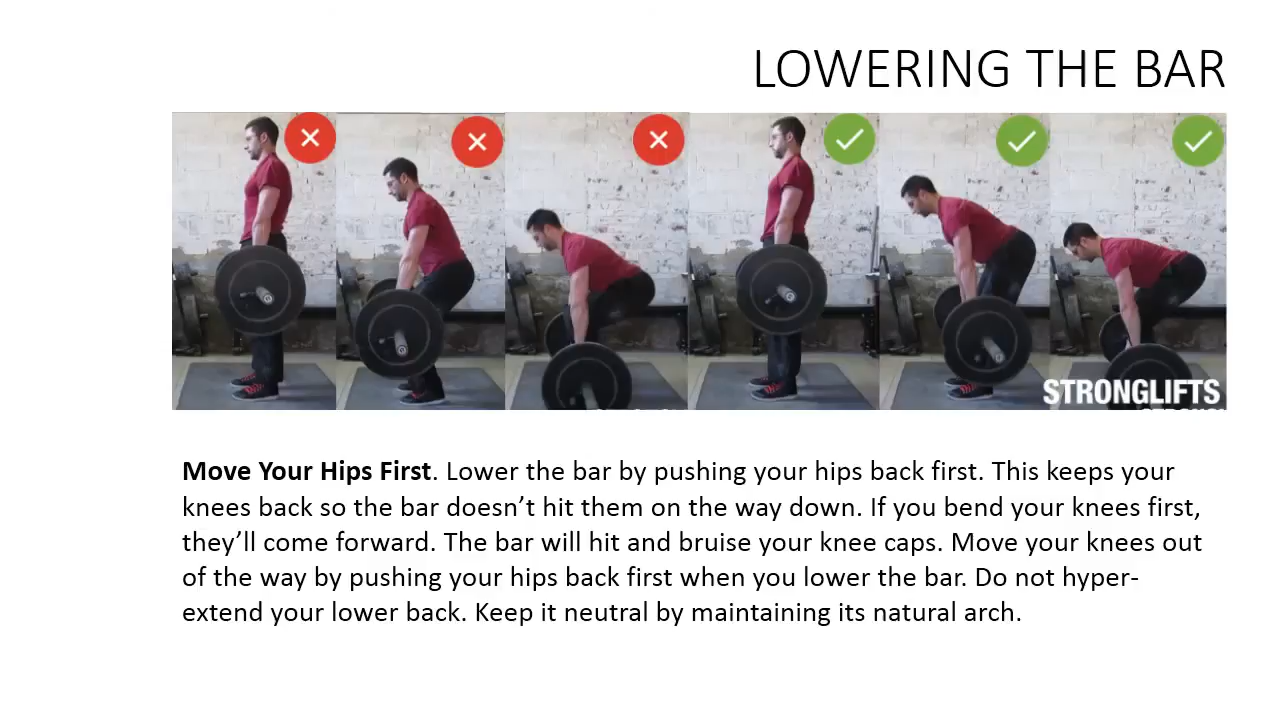 LOWERING THE BAR
STRONGLIFTS
Move Your Hips First. Lower the bar by pushing your hips back first. This keeps your
knees back so the bar doesn’t hit them on the way down. If you bend your knees first,
they’ll come forward. The bar will hit and bruise your knee caps. Move your knees out
of the way by pushing your hips back first when you lower the bar. Do not hyper-
extend your lower back. Keep it neutral by maintaining its natural arch.